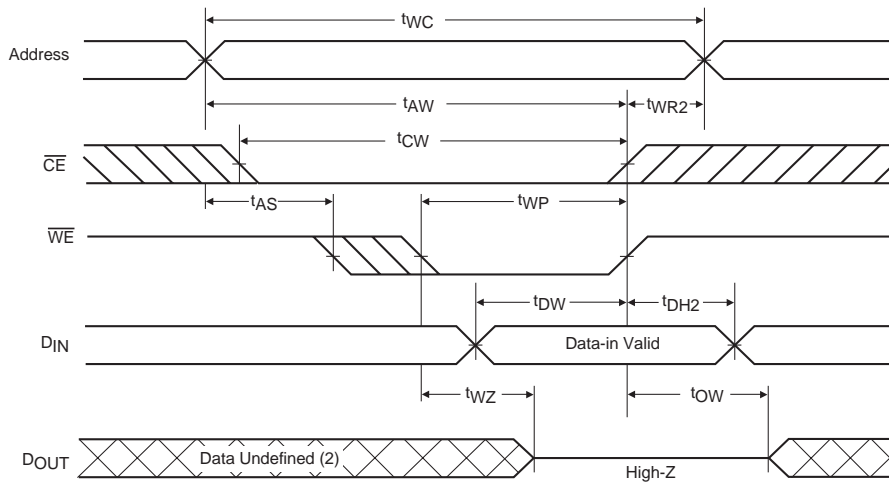 tWC
Address
tAW
tWR2
tCW
CE
tAS
tWP
WE
tDW
tDH2
DIN
Data-in Valid
tWZ
tOW
DOUT
Data Undefined (2)
High-Z